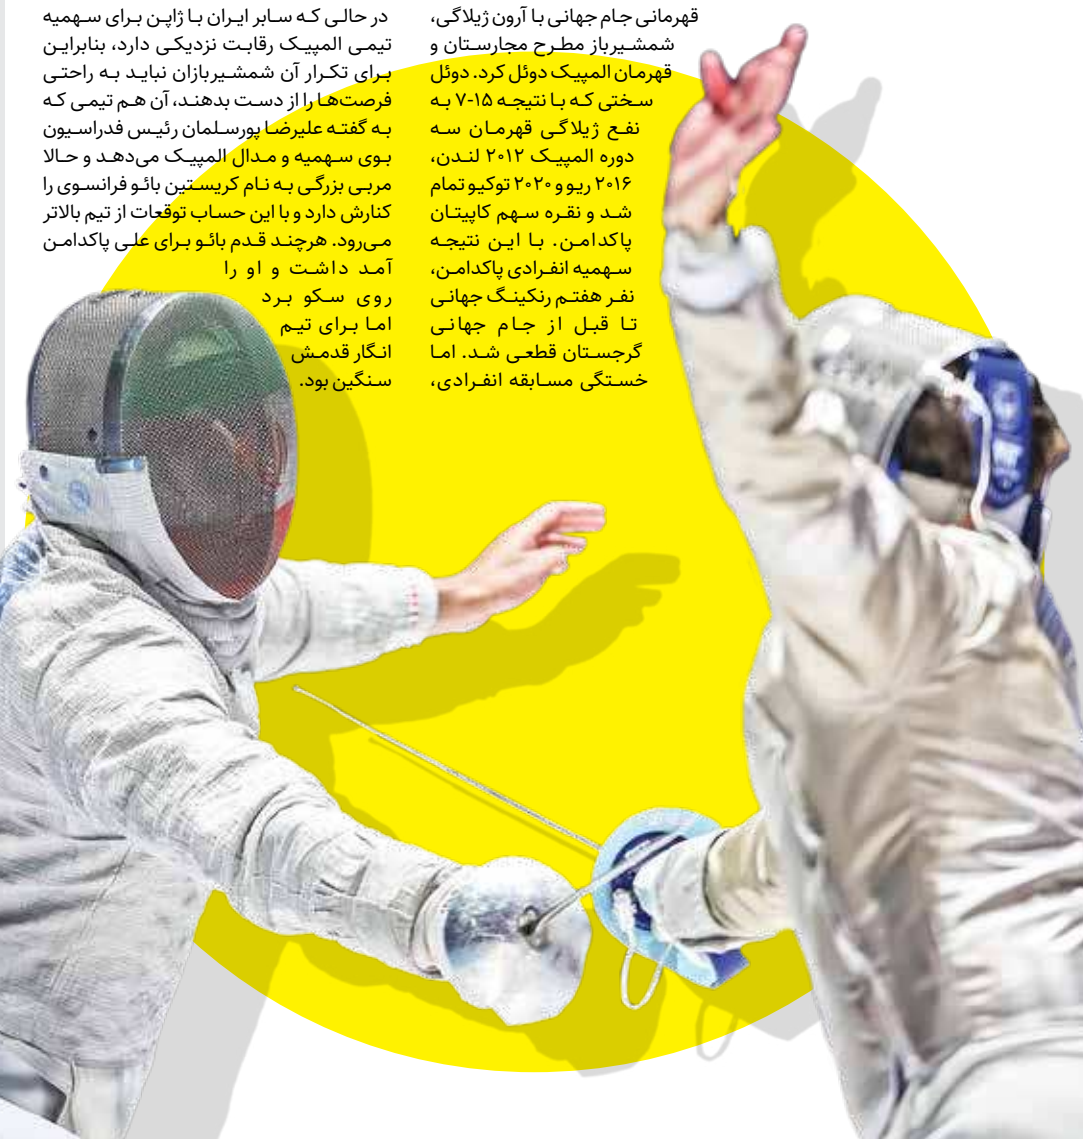 قهرمانی جام جهانی با آرون ژیلاگی،
شمشیرباز مطرح مجارستان و
قهرمان المپیک دوئل کرد. دوئل
سختی که با نتیجه ۱۵-۷ به
نفع ژیلاگی قهرمان سه
دوره المپیک ۲۰۱۲ لندن،
۲۰۱۶ ریو و ۲۰۲۰ توکیو تمام
شد و نقره سهم کاپیتان
پاکدامن. با این نتیجه
سهمیه انفرادی پاکدامن،
نفر هفتم رنکینگ جهانی
تا قبل از جام جهانی
گرجستان قطعی شد. اما
خستگی مسابقه انفرادی،
در حالی که سابر ایران با ژاپن برای سهمیه
تیمی المپیک رقابت نزدیکی دارد، بنابراین
برای تکرار آن شمشیربازان نباید به راحتی
فرصت‌ها را از دست بدهند، آن هم تیمی که
به گفته علیرضا پورسلمان رئیس فدراسیون
بوی سهمیه و مدال المپیک می‌دهد و حالا
مربی بزرگی به نام کریستین بائو فرانسوی را
کنارش دارد و با این حساب توقعات از تیم بالاتر
می‌رود. هرچند قدم بائو برای علی پاکدامن
آمد داشت و او را
روی سکو برد
اما برای تیم
انگار قدمش
سنگین بود.